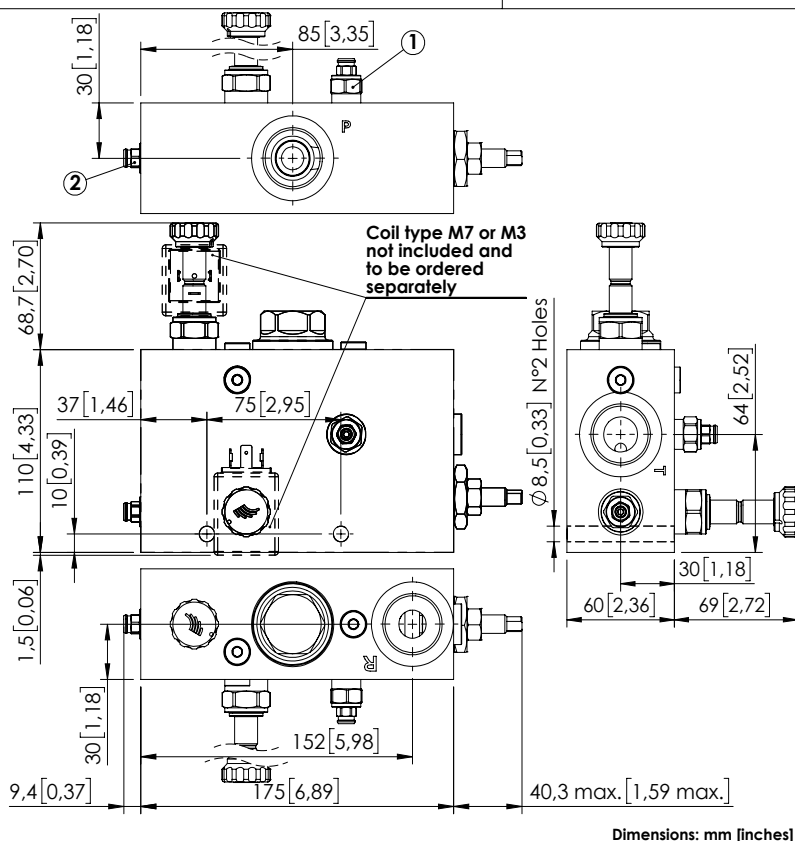 85[3,35]
30[1,18]
1
P
2
Coil type M7 or M3
not included and
to be ordered
separately
68,7[2,70]
Ø8,5[0,33] N°2 Holes
64[2,52]
37[1,46]
75[2,95]
110[4,33]
10[0,39]
T
1,5[0,06]
30[1,18]
60[2,36]
69[2,72]
R
30[1,18]
152[5,98]
9,4[0,37]
175[6,89]
40,3 max.[1,59 max.]
Dimensions: mm [inches]